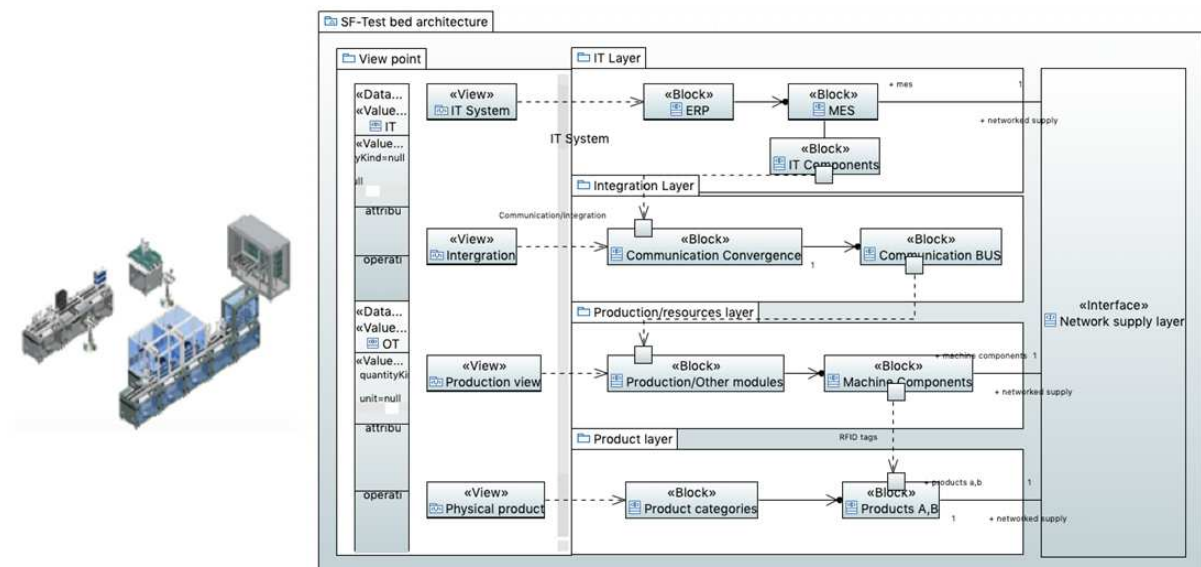 SF-Test bed architecture
View point
«Data...
«Value...
IT
«Value...
yKind=null
ull
attribu
operati
«Data...
«Value...
OT
«Value...
quantityKi
unit=null
attribu
operati
«View»
IT System
IT System
«View»
Intergration
Communication/Integration
«View»
Production view
«View»
Physical product
IT Layer
«Block»
ERP
«Block»
MES
+ mes
1
+ networked supply
«Block»
IT Components
Integration Layer
«Block»
Communication Convergence
1
«Block»
Communication BUS
Production/resources layer
«Block»
Production/Other modules
«Block»
Machine Components
+ machine components
1
+ networked supply
RFID tags
Product layer
«Block»
Product categories
«Block»
Products A,B
+ products a,b
1
1
+ networked supply
«Interface»
Network supply layer